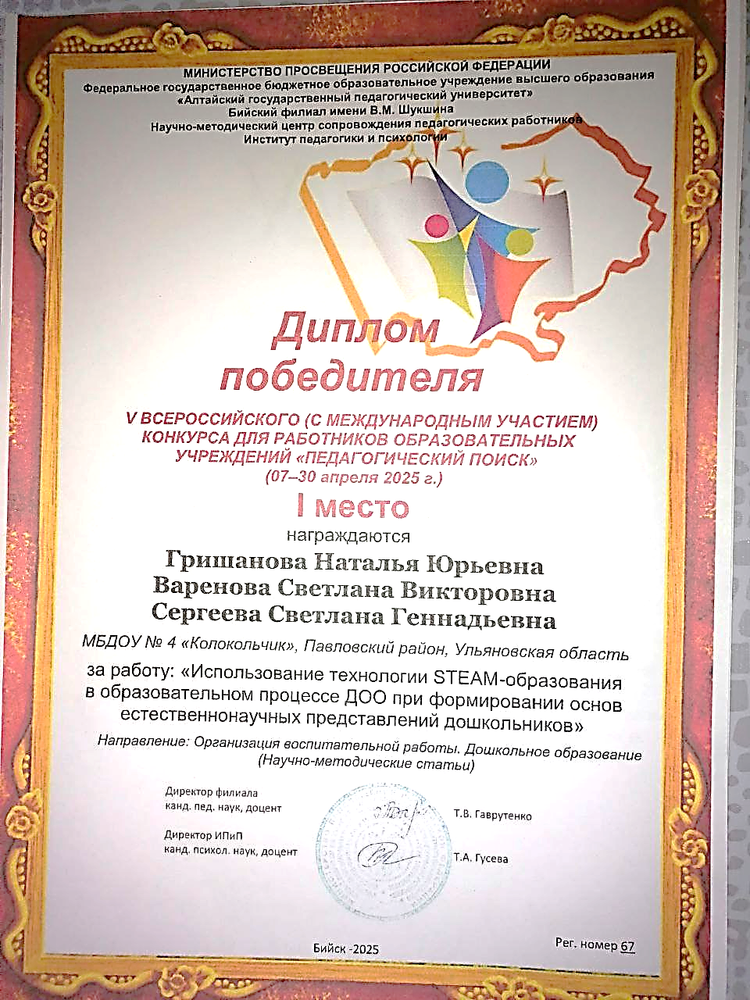 МИНИСТЕРСТВО ПРОСВЕЩЕНИЯ РОССИЙСКОЙ ФЕДЕРАЦИИ
Федеральное государственное бюджетное образовательное учреждение высшего образования
«Алтайский государственный педагогический университет»
Бийский филиал имени В.М. Шукшина
Научно-методический центр сопровождения педагогических работников
Институт педагогики и психологии
Диплом
победителя
V ВСЕРОССИЙСКОГО (С МЕЖДУНАРОДНЫМ УЧАСТИЕМ)
КОНКУРСА ДЛЯ РАБОТНИКОВ ОБРАЗОВАТЕЛЬНЫХ
УЧРЕЖДЕНИЙ «ПЕДАГОГИЧЕСКИЙ ПОИСК»
(07–30 апреля 2025 г.)
I место
награждаются
Гришанова Наталья Юрьевна
Варенова Светлана Викторовна
Сергеева Светлана Геннадьевна
МБДОУ № 4 «Колокольчик», Павловский район, Ульяновская область
за работу: «Использование технологии STEAM-образования
в образовательном процессе ДОО при формировании основ
естественнонаучных представлений дошкольников»
Направление: Организация воспитательной работы. Дошкольное образование
(Научно-методические статьи)
Директор филиала
канд. пед. наук, доцент
Т.В. Гаврутенко
Директор ИПиП
канд. психол. наук, доцент
Т.А. Гусева
Бийск -2025
Рег. номер 67